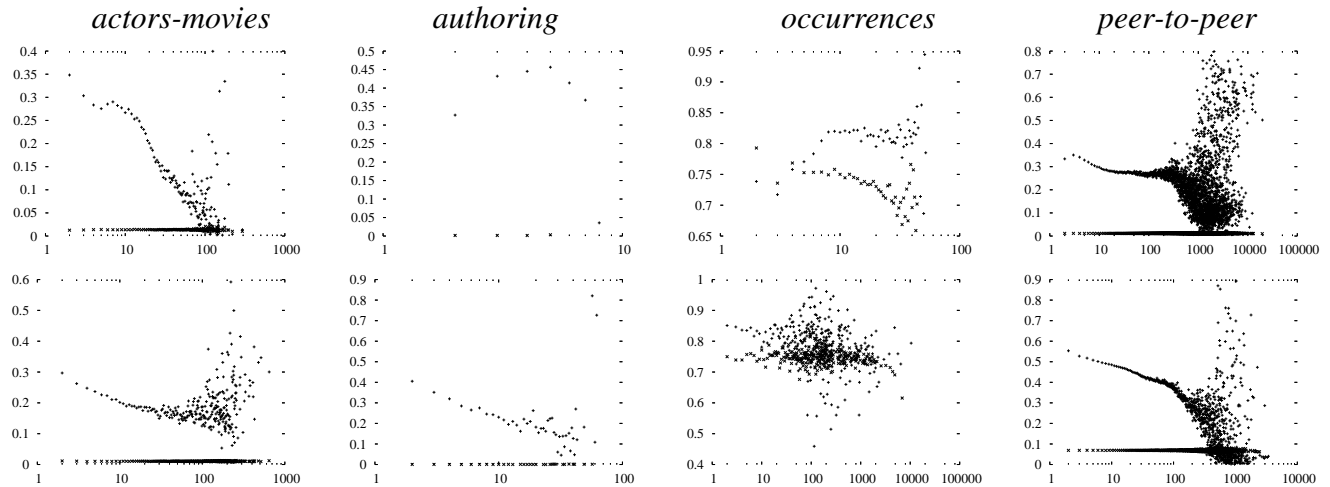 actors-movies authoring occurrences peer-to-peer
0.4 0.5 0.95 0.8
0.35 0.45 0.9 0.7
0.3 0.4 0.85 0.6
0.25 0.35 0.8 0.5
0.2 0.3 0.75 0.4
0.15 0.25 0.7 0.3
0.1 0.2 0.65 0.2
0.05 0.15 0.1
0 0.1 0
0.05
0
1 10 100 1000 1 10 1 10 100 1 10 100 1000 10000 100000
0.6 0.9 1 0.9
0.5 0.8 0.9 0.8
0.4 0.7 0.8 0.7
0.3 0.6 0.7 0.6
0.2 0.5 0.6 0.5
0.1 0.4 0.5 0.4
0 0.3 0.4 0.3
0.2 0.2
0.1 0.1
0 0
1 10 100 1000 1 10 100 1 10 100 1000 10000 100000 1 10 100 1000 10000